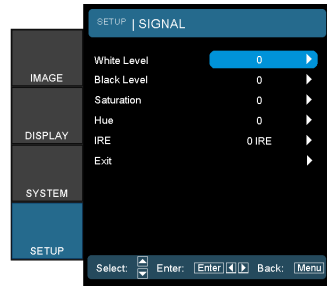 SETUP | SIGNAL
IMAGE
DISPLAY
SYSTEM
SETUP
White Level 0
Black Level 0
Saturation 0
Hue 0
IRE 0 IRE
Exit
Select: Enter: Enter Back: Menu